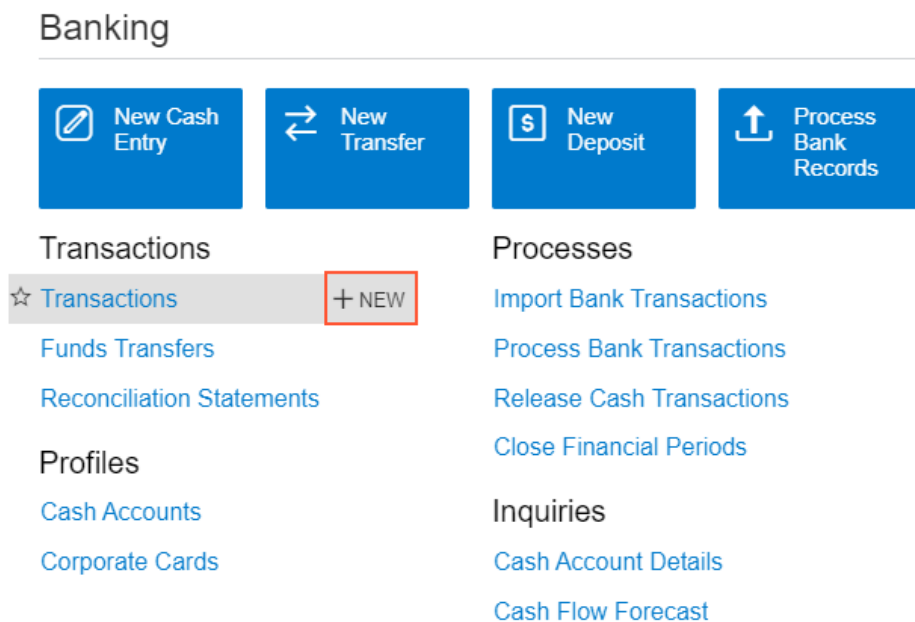 Banking
New Cash
Entry
New
Transfer
$
New
Deposit
Process
Bank
Records
Transactions
Transactions
+ NEW
Funds Transfers
Reconciliation Statements
Profiles
Cash Accounts
Corporate Cards
Processes
Import Bank Transactions
Process Bank Transactions
Release Cash Transactions
Close Financial Periods
Inquiries
Cash Account Details
Cash Flow Forecast